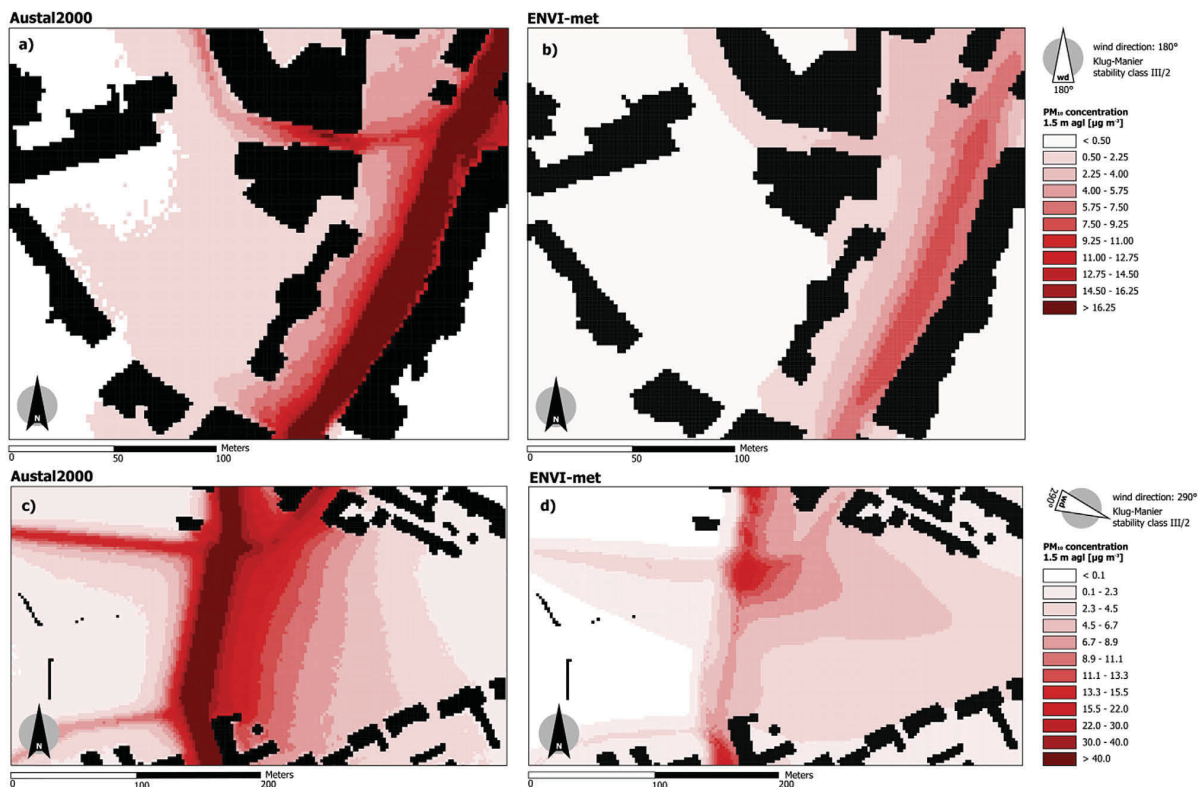 Austal2000
ENVI-met
a)
b)
N
N
0
50
100
Meters
0
50
100
Meters
wd
180°
wind direction: 180°
Klug-Manier
stability class III/2
PM₁₀ concentration
1.5 m agl [µg m⁻³]
< 0.50
0.50 - 2.25
2.25 - 4.00
4.00 - 5.75
5.75 - 7.50
7.50 - 9.25
9.25 - 11.00
11.00 - 12.75
12.75 - 14.50
14.50 - 16.25
> 16.25
Austal2000
ENVI-met
c)
d)
N
N
0
100
200
Meters
0
100
200
Meters
290°
wd
wind direction: 290°
Klug-Manier
stability class III/2
PM₁₀ concentration
1.5 m agl [µg m⁻³]
< 0.1
0.1 - 2.3
2.3 - 4.5
4.5 - 6.7
6.7 - 8.9
8.9 - 11.1
11.1 - 13.3
13.3 - 15.5
15.5 - 22.0
22.0 - 30.0
30.0 - 40.0
> 40.0